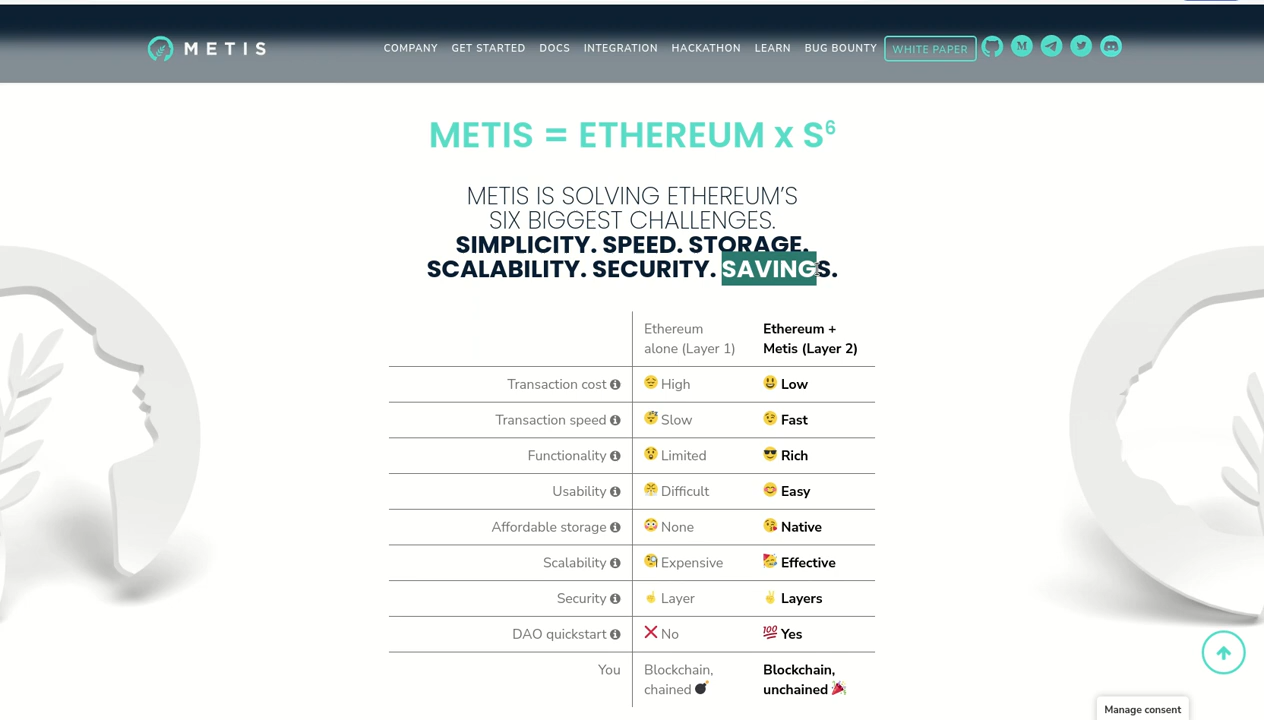 METIS
COMPANY GET STARTED DOCS INTEGRATION HACKATHON LEARN BUG BOUNTY WHITE PAPER
METIS = ETHEREUM x S⁶
METIS IS SOLVING ETHEREUM'S
SIX BIGGEST CHALLENGES.
SIMPLICITY. SPEED. STORAGE.
SCALABILITY. SECURITY. SAVINGS.
Ethereum alone (Layer 1) Ethereum + Metis (Layer 2)
Transaction cost High Low
Transaction speed Slow Fast
Functionality Limited Rich
Usability Difficult Easy
Affordable storage None Native
Scalability Expensive Effective
Security Layer Layers
DAO quickstart No 💯 Yes
You Blockchain, chained Blockchain, unchained
Manage consent